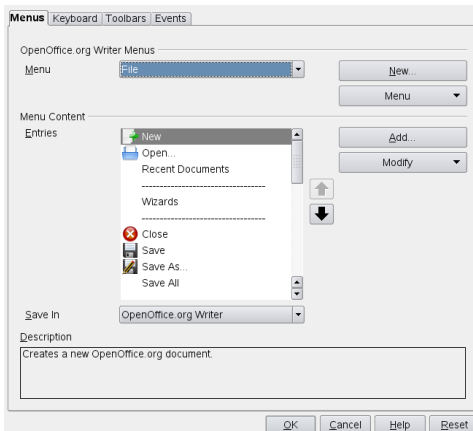 Menus Keyboard Toolbars Events
OpenOffice.org Writer Menus
Menu File New...
Menu
Menu Content
Entries New Add...
Open... Modify
Recent Documents
----------------------------------
Wizards
----------------------------------
Close
Save
Save As...
Save All
Save In OpenOffice.org Writer
Description
Creates a new OpenOffice.org document.
OK Cancel Help Reset